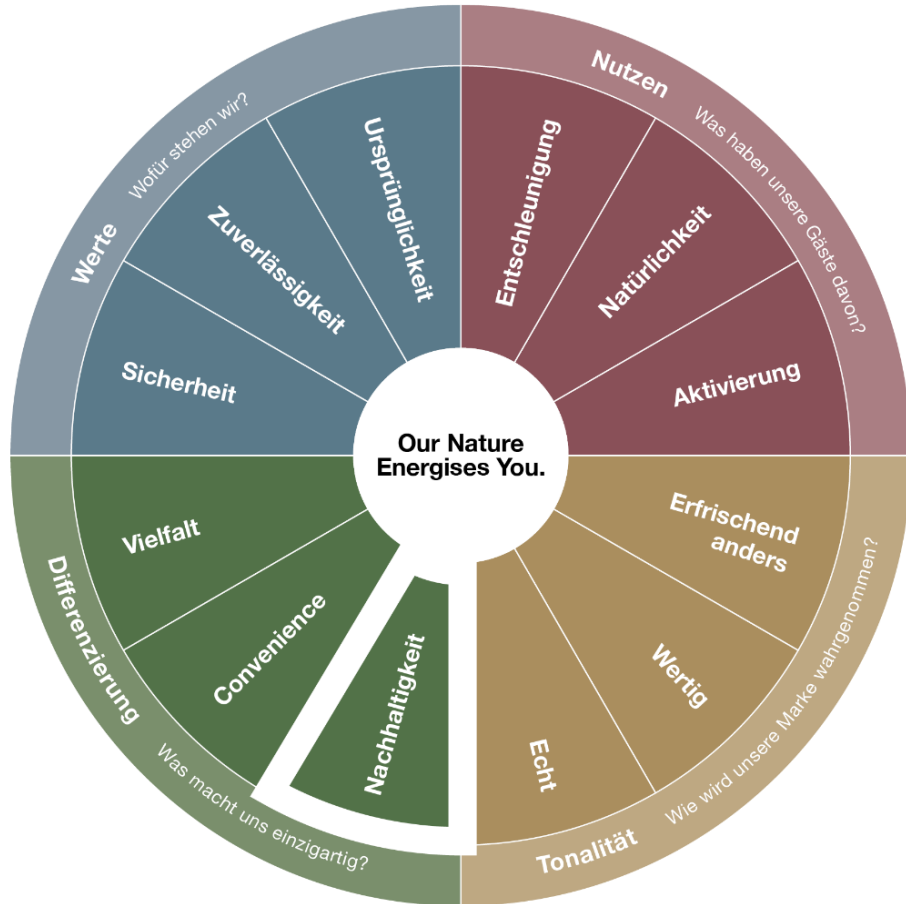 Werte
Wofür stehen wir?
Sicherheit
Zuverlässigkeit
Ursprünglichkeit
Nutzen
Was haben unsere Gäste davon?
Entschleunigung
Natürlichkeit
Aktivierung
Our Nature
Energises You.
Differenzierung
Was macht uns einzigartig?
Vielfalt
Convenience
Nachhaltigkeit
Tonalität
Wie wird unsere Marke wahrgenommen?
Erfrischend
anders
Wertig
Echt